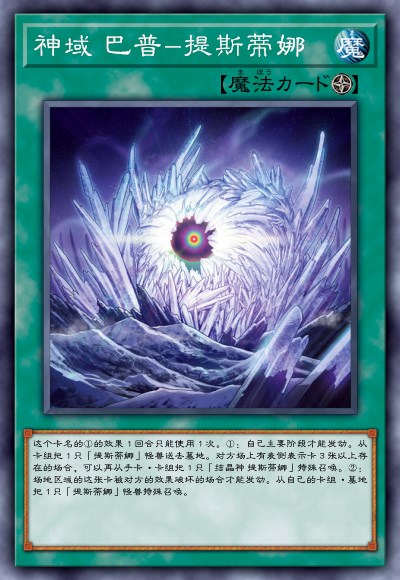 神域 巴普-提斯蒂娜
魔
【魔法カード】
まほう
这个卡名的①的效果1回合只能使用1次。①：自己主要阶段才能发动。从
卡组把1只「提斯蒂娜」怪兽送去墓地。对方场上有表侧表示卡3张以上存
在的场合，可以再从手卡·卡组把1只「结晶神 提斯蒂娜」特殊召唤。②：
场地区域的这张卡被对方的效果破坏的场合才能发动。从自己的卡组·墓地
把1只「提斯蒂娜」怪兽特殊召唤。